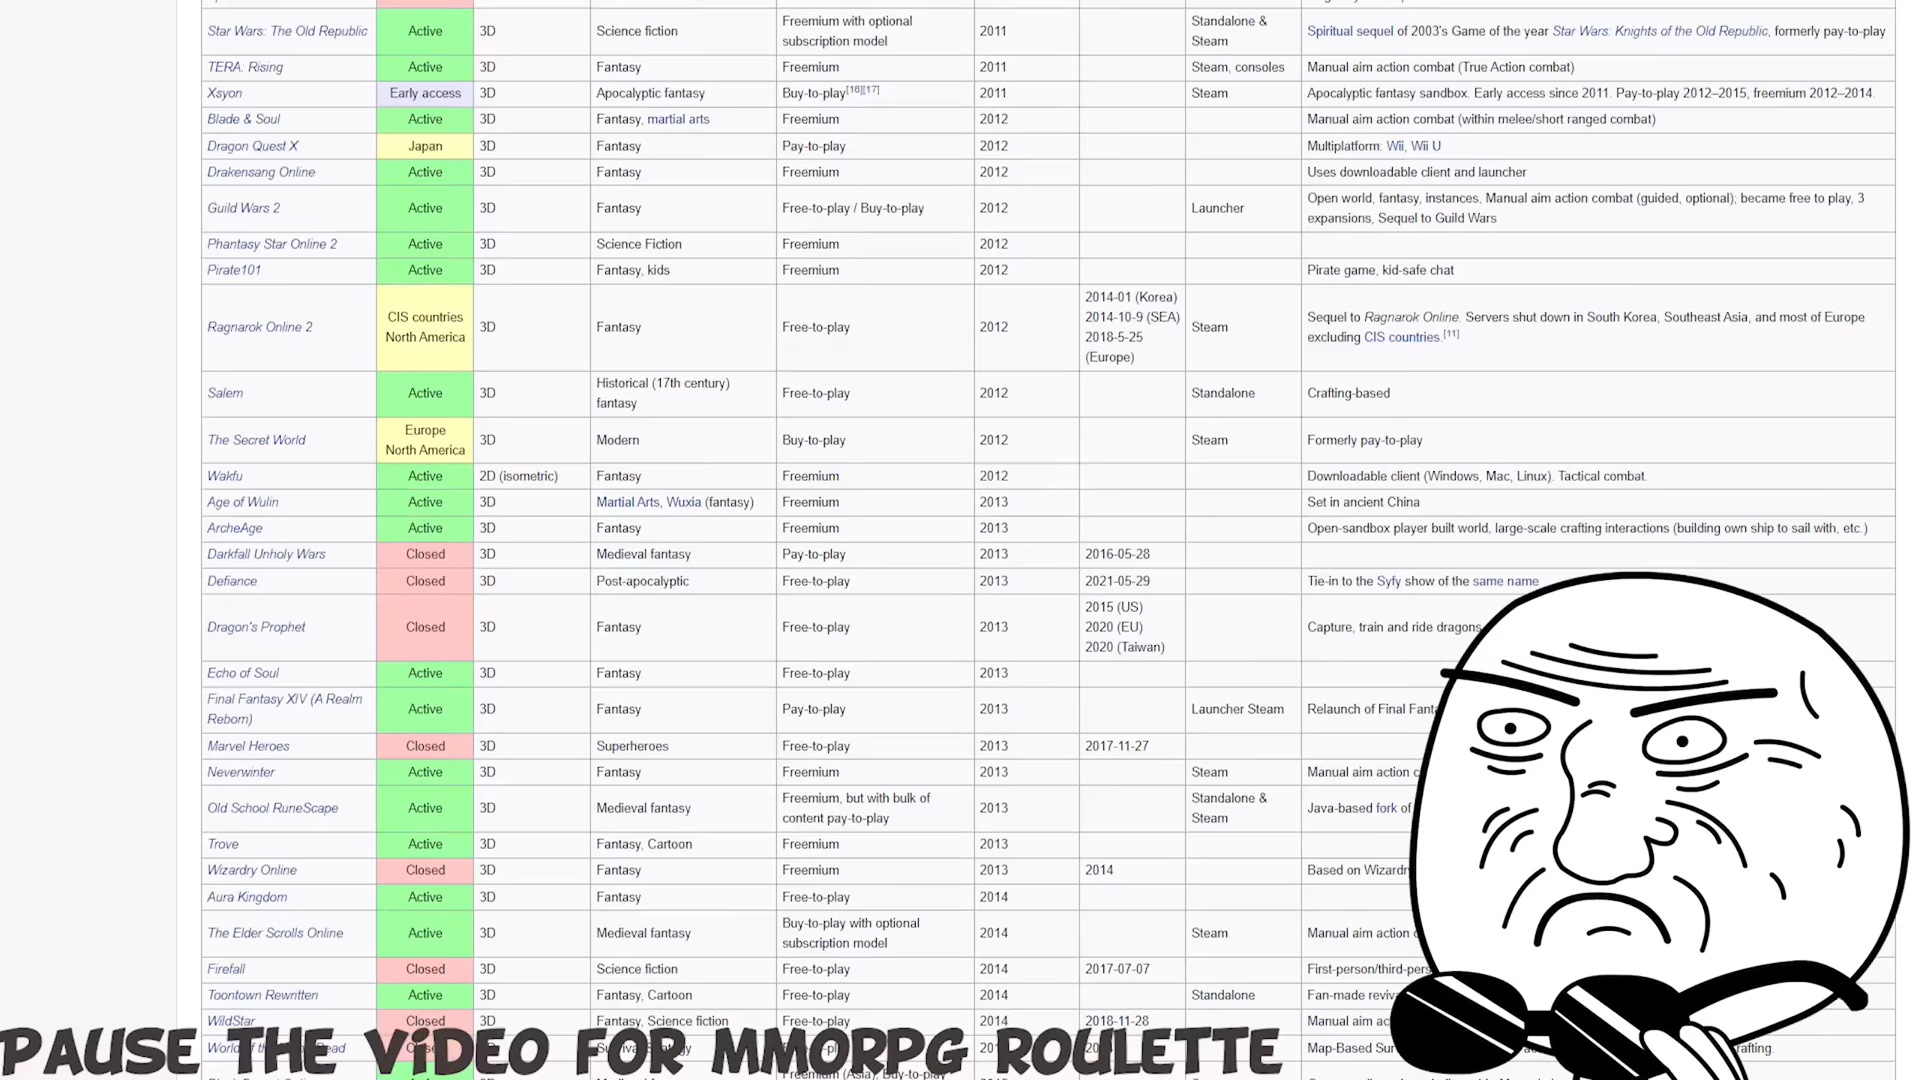 Star Wars: The Old Republic Active 3D Science fiction Freemium with optional subscription model 2011 Standalone & Steam Spiritual sequel of 2003's Game of the year Star Wars: Knights of the Old Republic, formerly pay-to-play
TERA: Rising Active 3D Fantasy Freemium 2011 Steam, consoles Manual aim action combat (True Action combat)
Xsyon Early access 3D Apocalyptic fantasy Buy-to-play[16][17] 2011 Steam Apocalyptic fantasy sandbox. Early access since 2011. Pay-to-play 2012–2015, freemium 2012–2014.
Blade & Soul Active 3D Fantasy, martial arts Freemium 2012 Manual aim action combat (within melee/short ranged combat)
Dragon Quest X Japan 3D Fantasy Pay-to-play 2012 Multiplatform: Wii, Wii U
Drakensang Online Active 3D Fantasy Freemium 2012 Uses downloadable client and launcher
Guild Wars 2 Active 3D Fantasy Free-to-play / Buy-to-play 2012 Launcher Open world, fantasy, instances, Manual aim action combat (guided, optional); became free to play, 3 expansions, Sequel to Guild Wars
Phantasy Star Online 2 Active 3D Science Fiction Freemium 2012
Pirate101 Active 3D Fantasy, kids Freemium 2012 Pirate game, kid-safe chat
Ragnarok Online 2 CIS countries North America 3D Fantasy Free-to-play 2012 2014-01 (Korea) 2014-10-9 (SEA) 2018-5-25 (Europe) Steam Sequel to Ragnarok Online. Servers shut down in South Korea, Southeast Asia, and most of Europe excluding CIS countries.[11]
Salem Active 3D Historical (17th century) fantasy Free-to-play 2012 Standalone Crafting-based
The Secret World Europe North America 3D Modern Buy-to-play 2012 Steam Formerly pay-to-play
Wakfu Active 2D (isometric) Fantasy Freemium 2012 Downloadable client (Windows, Mac, Linux). Tactical combat.
Age of Wulin Active 3D Martial Arts, Wuxia (fantasy) Freemium 2013 Set in ancient China
ArcheAge Active 3D Fantasy Freemium 2013 Open-sandbox player built world, large-scale crafting interactions (building own ship to sail with, etc.)
Darkfall Unholy Wars Closed 3D Medieval fantasy Pay-to-play 2013 2016-05-28
Defiance Closed 3D Post-apocalyptic Free-to-play 2013 2021-05-29 Tie-in to the Syfy show of the same name
Dragon's Prophet Closed 3D Fantasy Free-to-play 2013 2015 (US) 2020 (EU) 2020 (Taiwan) Capture, train and ride dragons
Echo of Soul Active 3D Fantasy Free-to-play 2013
Final Fantasy XIV (A Realm Reborn) Active 3D Fantasy Pay-to-play 2013 Launcher Steam Relaunch of Final Fanta
Marvel Heroes Closed 3D Superheroes Free-to-play 2013 2017-11-27
Neverwinter Active 3D Fantasy Freemium 2013 Steam Manual aim action c
Old School RuneScape Active 3D Medieval fantasy Freemium, but with bulk of content pay-to-play 2013 Standalone & Steam Java-based fork of
Trove Active 3D Fantasy, Cartoon Freemium 2013
Wizardry Online Closed 3D Fantasy Freemium 2013 2014 Based on Wizardry
Aura Kingdom Active 3D Fantasy Free-to-play 2014
The Elder Scrolls Online Active 3D Medieval fantasy Buy-to-play with optional subscription model 2014 Steam Manual aim action
Firefall Closed 3D Science fiction Free-to-play 2014 2017-07-07 First-person/third-pers
Toontown Rewritten Active 3D Fantasy, Cartoon Free-to-play 2014 Standalone Fan-made reviva
WildStar Closed 3D Fantasy, Science fiction Free-to-play 2014 2018-11-28 Manual aim ac
World of the 3D Map-Based Sur
PAUSE THE VIDEO FOR MMORPG ROULETTE